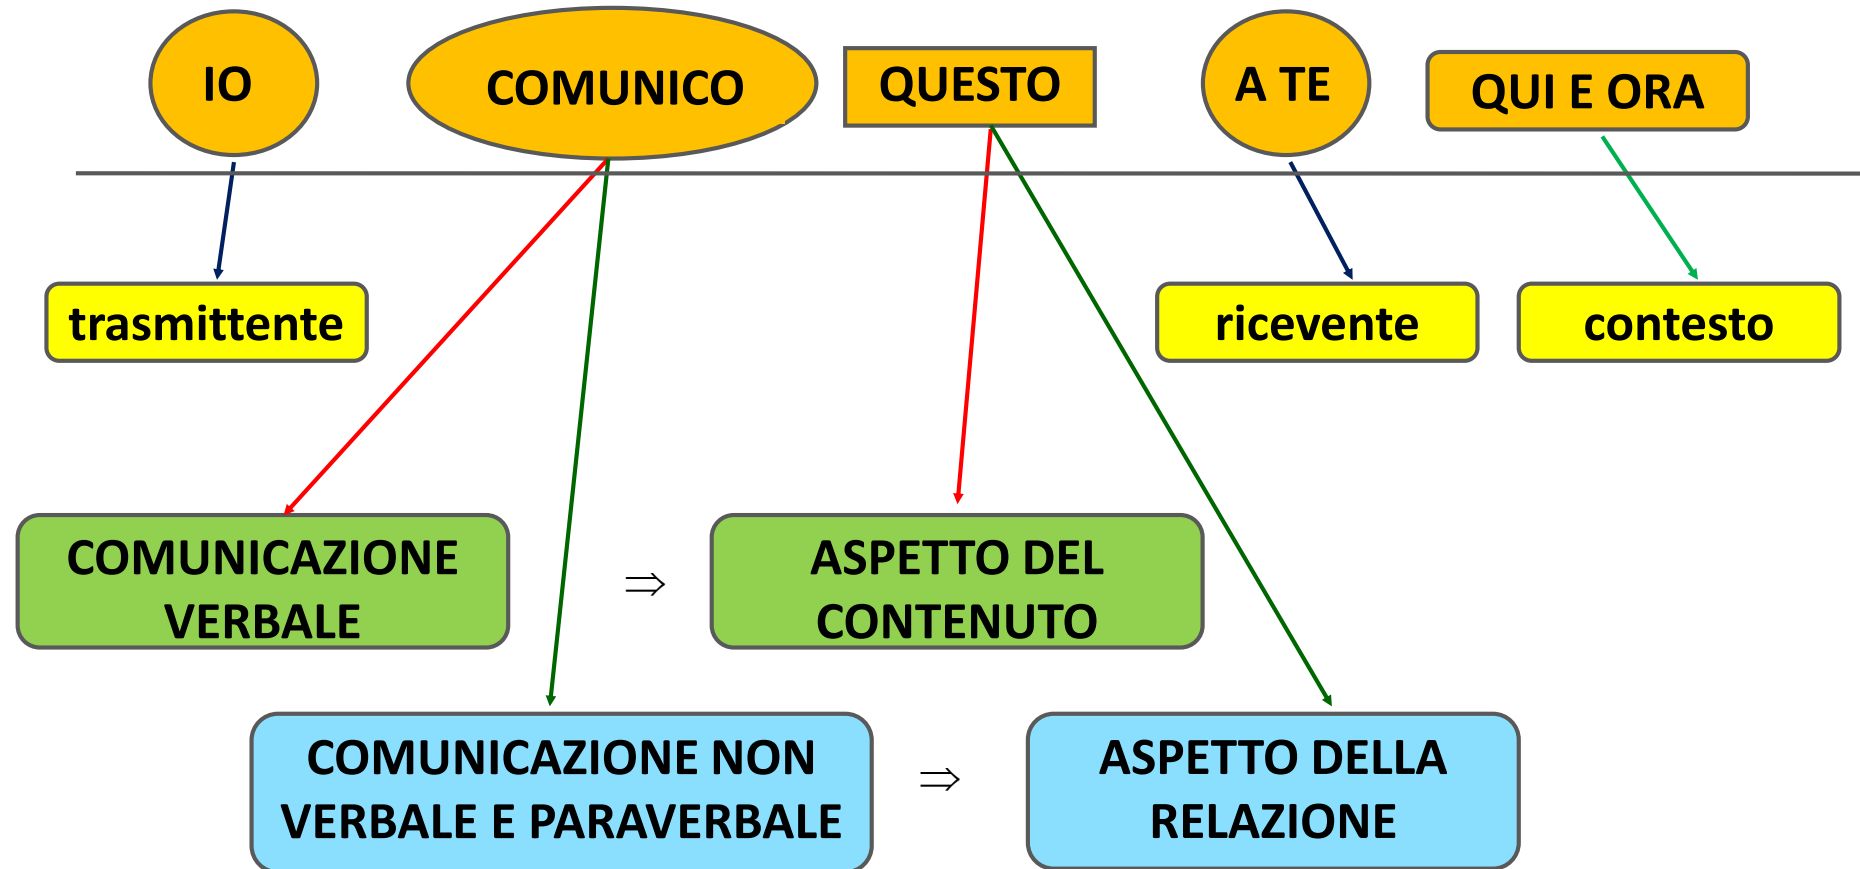 IO
COMUNICO
QUESTO
A TE
QUI E ORA
trasmittente
ricevente
contesto
COMUNICAZIONE
VERBALE
⇒
ASPETTO DEL
CONTENUTO
COMUNICAZIONE NON
VERBALE E PARAVERBALE
⇒
ASPETTO DELLA
RELAZIONE